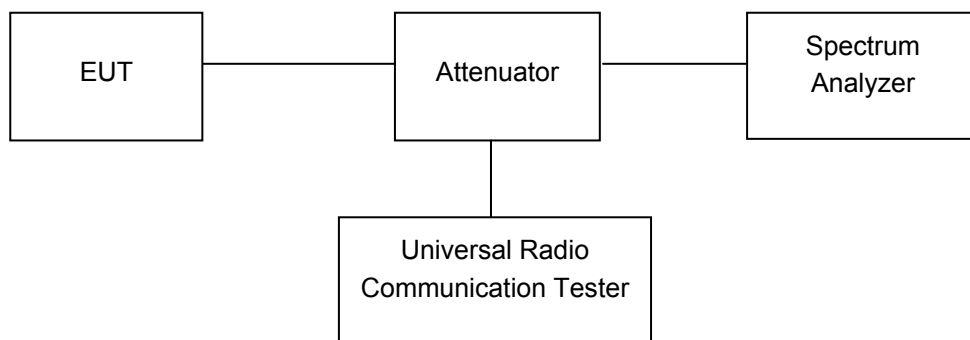 EUT
Attenuator
Spectrum
Analyzer
Universal Radio
Communication Tester